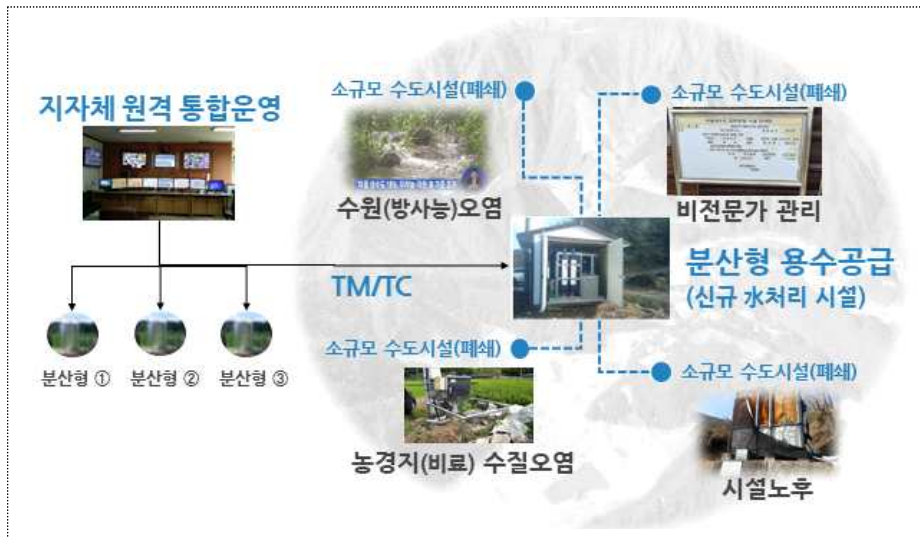 지자체 원격 통합운영
소규모 수도시설(폐쇄)
소규모 수도시설(폐쇄)
수원(방사능)오염
비전문가 관리
분산형 용수공급
(신규 水처리 시설)
TM/TC
분산형 ①
분산형 ②
분산형 ③
소규모 수도시설(폐쇄)
소규모 수도시설(폐쇄)
농경지(비료) 수질오염
시설노후